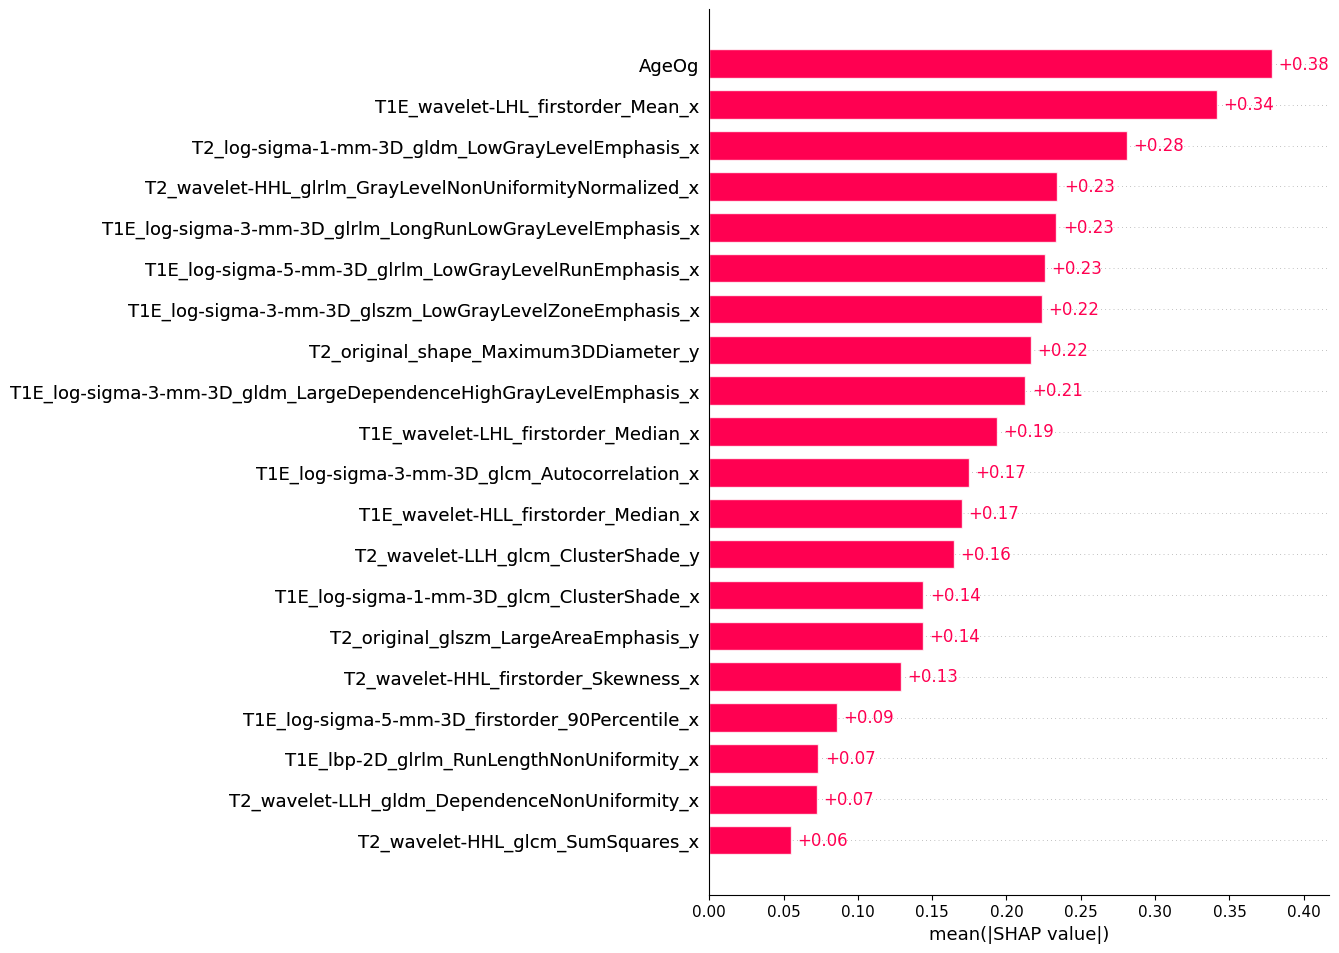 AgeOg +0.38
T1E_wavelet-LHL_firstorder_Mean_x +0.34
T2_log-sigma-1-mm-3D_gldm_LowGrayLevelEmphasis_x +0.28
T2_wavelet-HHL_glrlm_GrayLevelNonUniformityNormalized_x +0.23
T1E_log-sigma-3-mm-3D_glrlm_LongRunLowGrayLevelEmphasis_x +0.23
T1E_log-sigma-5-mm-3D_glrlm_LowGrayLevelRunEmphasis_x +0.23
T1E_log-sigma-3-mm-3D_glszm_LowGrayLevelZoneEmphasis_x +0.22
T2_original_shape_Maximum3DDiameter_y +0.22
T1E_log-sigma-3-mm-3D_gldm_LargeDependenceHighGrayLevelEmphasis_x +0.21
T1E_wavelet-LHL_firstorder_Median_x +0.19
T1E_log-sigma-3-mm-3D_glcm_Autocorrelation_x +0.17
T1E_wavelet-HLL_firstorder_Median_x +0.17
T2_wavelet-LLH_glcm_ClusterShade_y +0.16
T1E_log-sigma-1-mm-3D_glcm_ClusterShade_x +0.14
T2_original_glszm_LargeAreaEmphasis_y +0.14
T2_wavelet-HHL_firstorder_Skewness_x +0.13
T1E_log-sigma-5-mm-3D_firstorder_90Percentile_x +0.09
T1E_lbp-2D_glrlm_RunLengthNonUniformity_x +0.07
T2_wavelet-LLH_gldm_DependenceNonUniformity_x +0.07
T2_wavelet-HHL_glcm_SumSquares_x +0.06
0.00 0.05 0.10 0.15 0.20 0.25 0.30 0.35 0.40
mean(|SHAP value|)